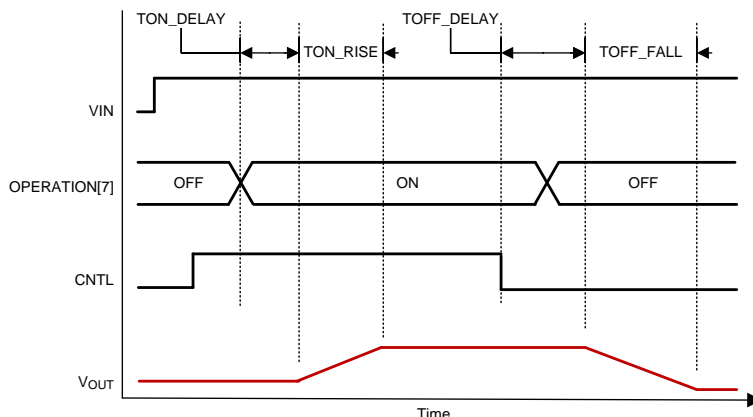 TON_DELAY
TOFF_DELAY
TON_RISE
TOFF_FALL
VIN
OPERATION[7]
OFF
ON
OFF
CNTL
VOUT
Time